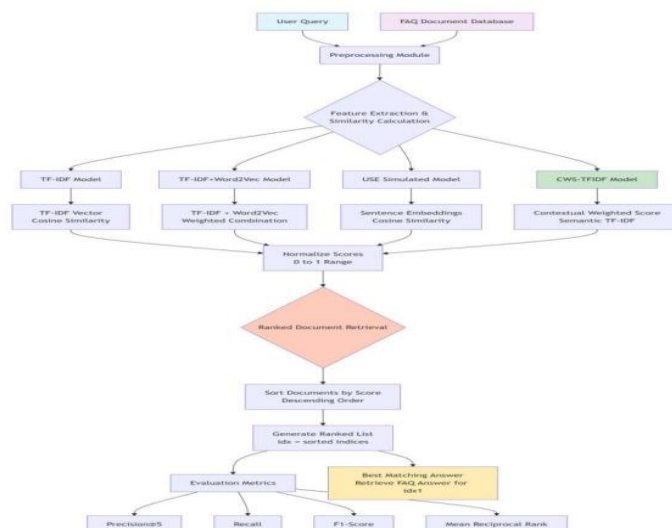 User Query
FAQ Document Database
Preprocessing Module
Feature Extraction &
Similarity Calculation
TF-IDF Model
TF-IDF+Word2Vec Model
USE Simulated Model
CWS-TFIDF Model
TF-IDF Vector
Cosine Similarity
TF-IDF + Word2Vec
Weighted Combination
Sentence Embeddings
Cosine Similarity
Contextual Weighted Score
Semantic TF-IDF
Normalize Scores
0 to 1 Range
Ranked Document Retrieval
Sort Documents by Score
Descending Order
Generate Ranked List
idx = sorted indices
Evaluation Metrics
Best Matching Answer
Retrieve FAQ Answer for
idx1
Precision@5
Recall
F1-Score
Mean Reciprocal Rank